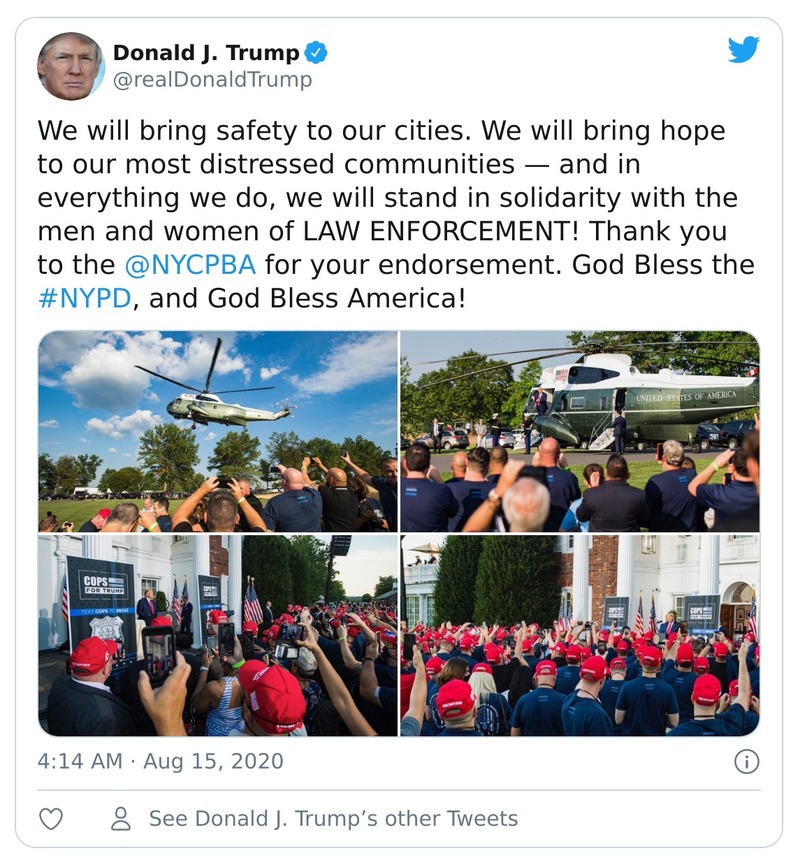 Donald J. Trump
@realDonaldTrump
We will bring safety to our cities. We will bring hope
to our most distressed communities — and in
everything we do, we will stand in solidarity with the
men and women of LAW ENFORCEMENT! Thank you
to the @NYCPBA for your endorsement. God Bless the
#NYPD, and God Bless America!
UNITED STATES OF AMERICA
COPS
FOR TRUMP
TEXT COPS TO 88022
COPS
FOR TRUMP
4:14 AM · Aug 15, 2020
See Donald J. Trump’s other Tweets